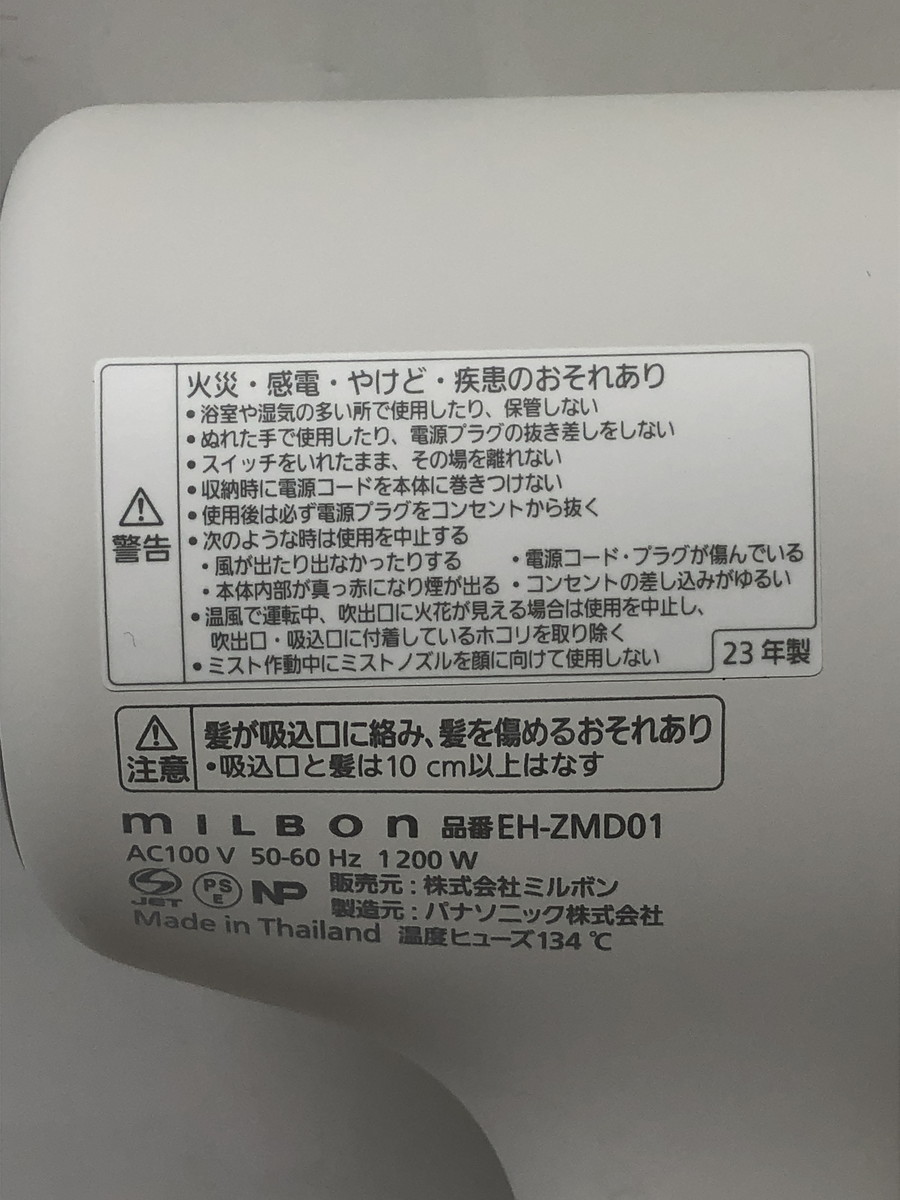 火災・感電・やけど・疾患のおそれあり
•浴室や湿気の多い所で使用したり、保管しない
•ぬれた手で使用したり、電源プラグの抜き差しをしない
•スイッチをいれたまま、その場を離れない
•収納時に電源コードを本体に巻きつけない
•使用後は必ず電源プラグをコンセントから抜く
•次のような時は使用を中止する
・風が出たり出なかったりする ・電源コード・プラグが傷んでいる
・本体内部が真っ赤になり煙が出る ・コンセントの差し込みがゆるい
•温風で運転中、吹出口に火花が見える場合は使用を中止し、
吹出口・吸込口に付着しているホコリを取り除く
•ミスト作動中にミストノズルを顔に向けて使用しない
警告
23年製
注意
髪が吸込口に絡み、髪を傷めるおそれあり
•吸込口と髪は10 cm以上はなす
MILBON 品番EH-ZMD01
AC100 V 50-60 Hz 1200 W
JET PSE NP 販売元:株式会社ミルボン
製造元:パナソニック株式会社
Made in Thailand 温度ヒューズ134 ℃